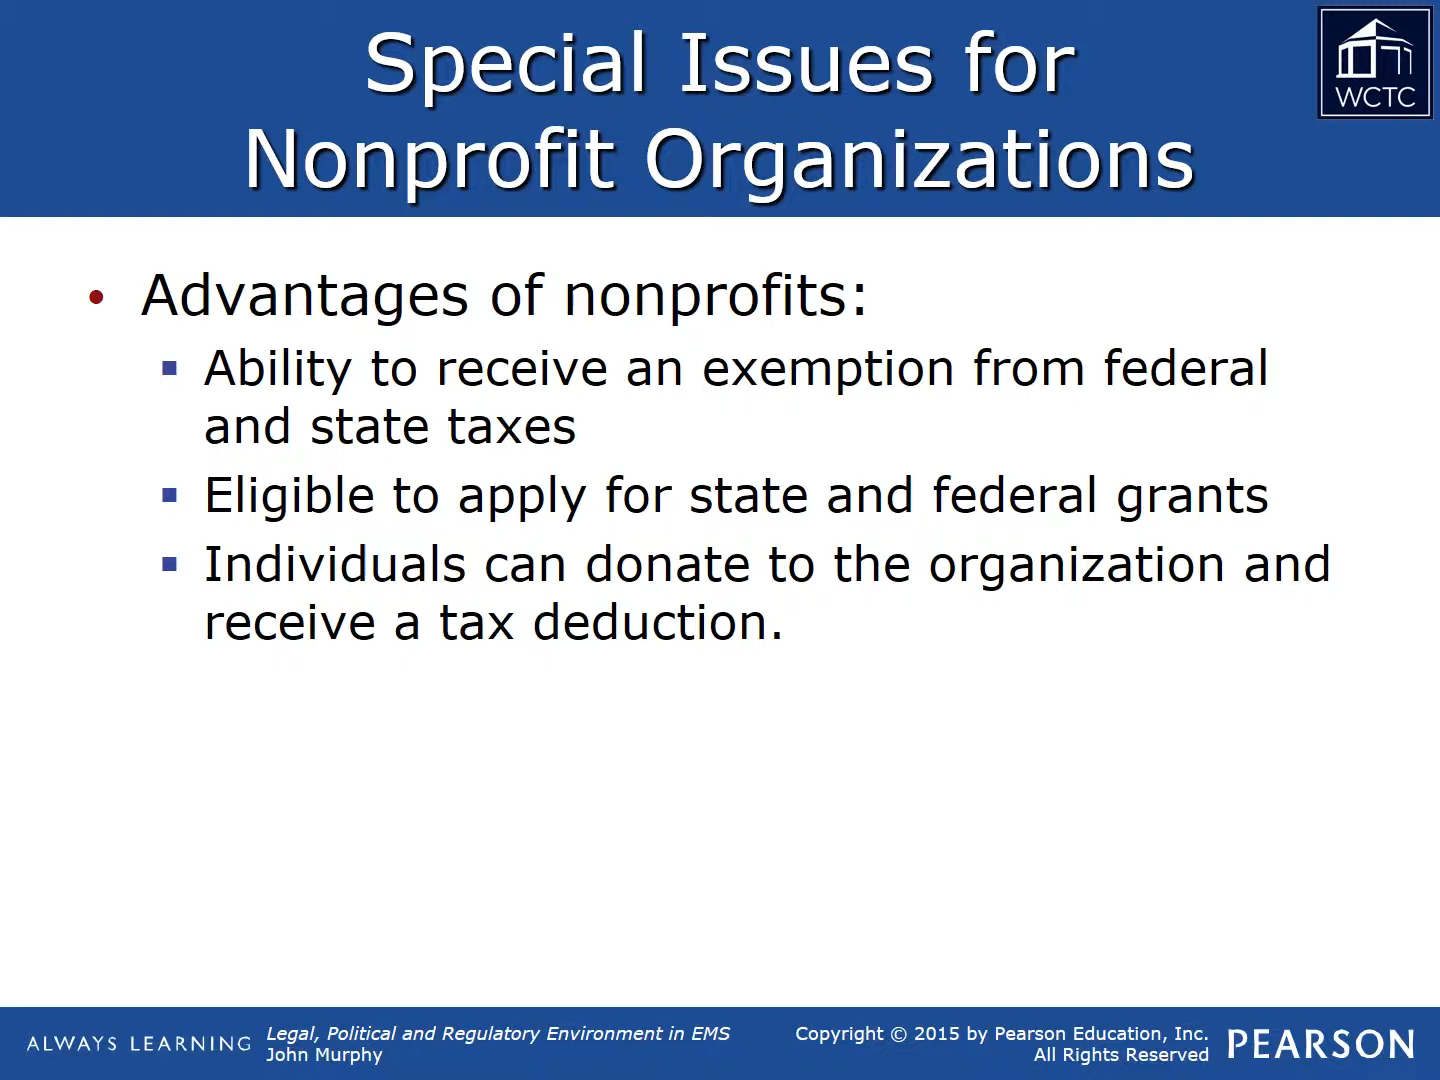 Special Issues for
Nonprofit Organizations
WCTC
• Advantages of nonprofits:
▪ Ability to receive an exemption from federal
and state taxes
▪ Eligible to apply for state and federal grants
▪ Individuals can donate to the organization and
receive a tax deduction.
ALWAYS LEARNING
Legal, Political and Regulatory Environment in EMS
John Murphy
Copyright © 2015 by Pearson Education, Inc.
All Rights Reserved
PEARSON